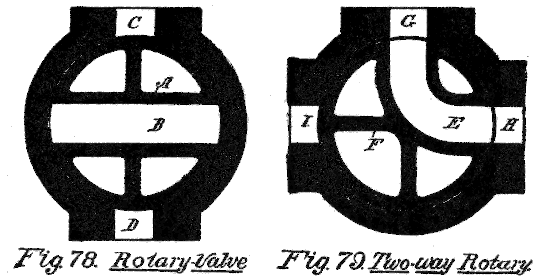 C
G
A
B
I
E
H
F
D
Fig. 78. Rotary-Valve
Fig. 79. Two-way Rotary.